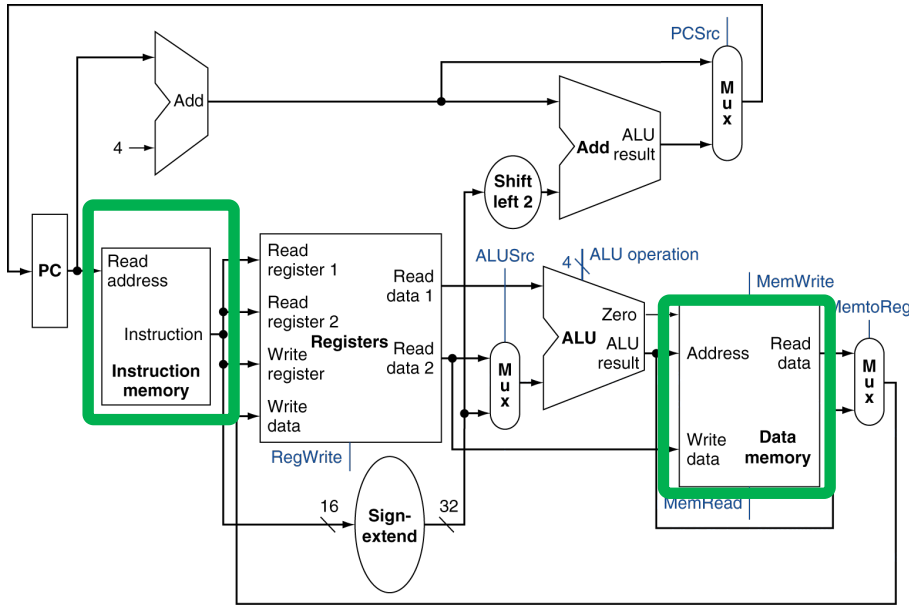 PCSrc
Add
4
M
u
x
Add
ALU
result
Shift
left 2
PC
Read
address
Instruction
Instruction
memory
Read
register 1
Read
register 2
Write
register
Write
data
Registers
Read
data 1
Read
data 2
RegWrite
16
Sign-
extend
32
ALUSrc
M
u
x
4
ALU operation
Zero
ALU
ALU
result
MemWrite
Address
Read
data
Write
data
Data
memory
MemRead
MemtoReg
M
u
x